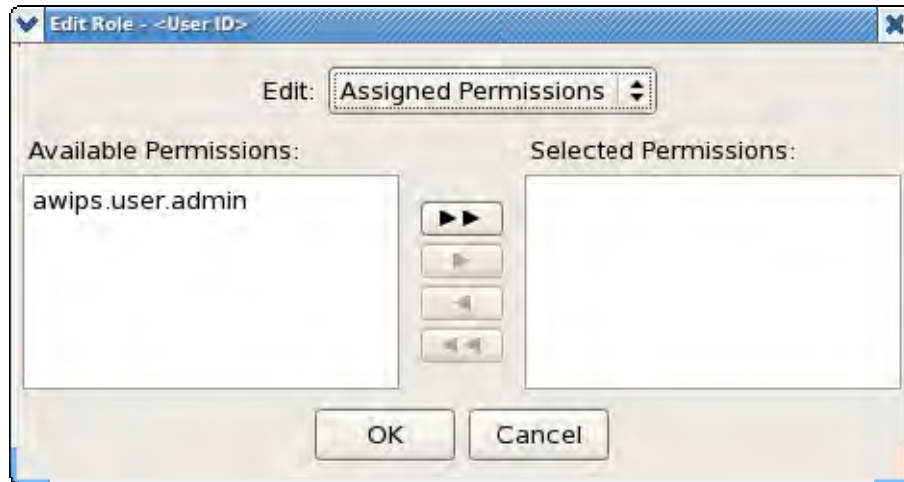 Edit Role - <User ID>
Edit: Assigned Permissions
Available Permissions: Selected Permissions:
awips.user.admin
OK Cancel